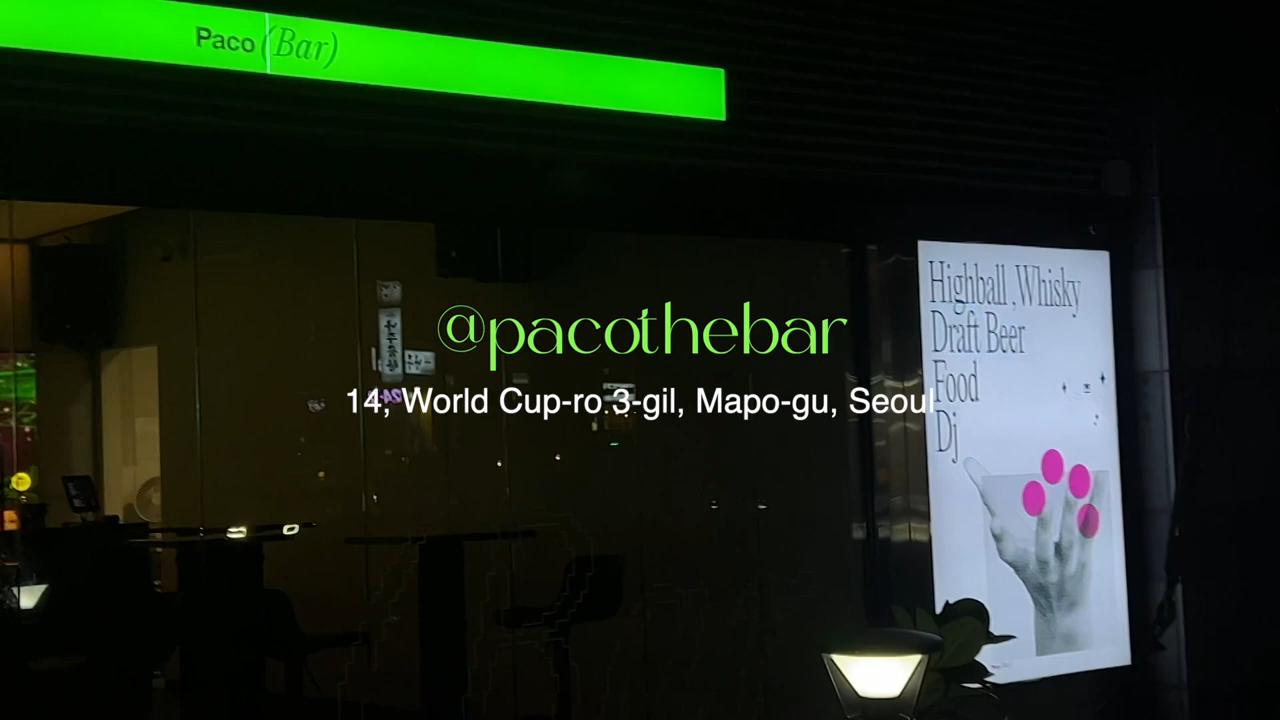 Paco (Bar)
@pacothebar
14, World Cup-ro 3-gil, Mapo-gu, Seoul
Highball , Whisky
Draft Beer
Food
Dj